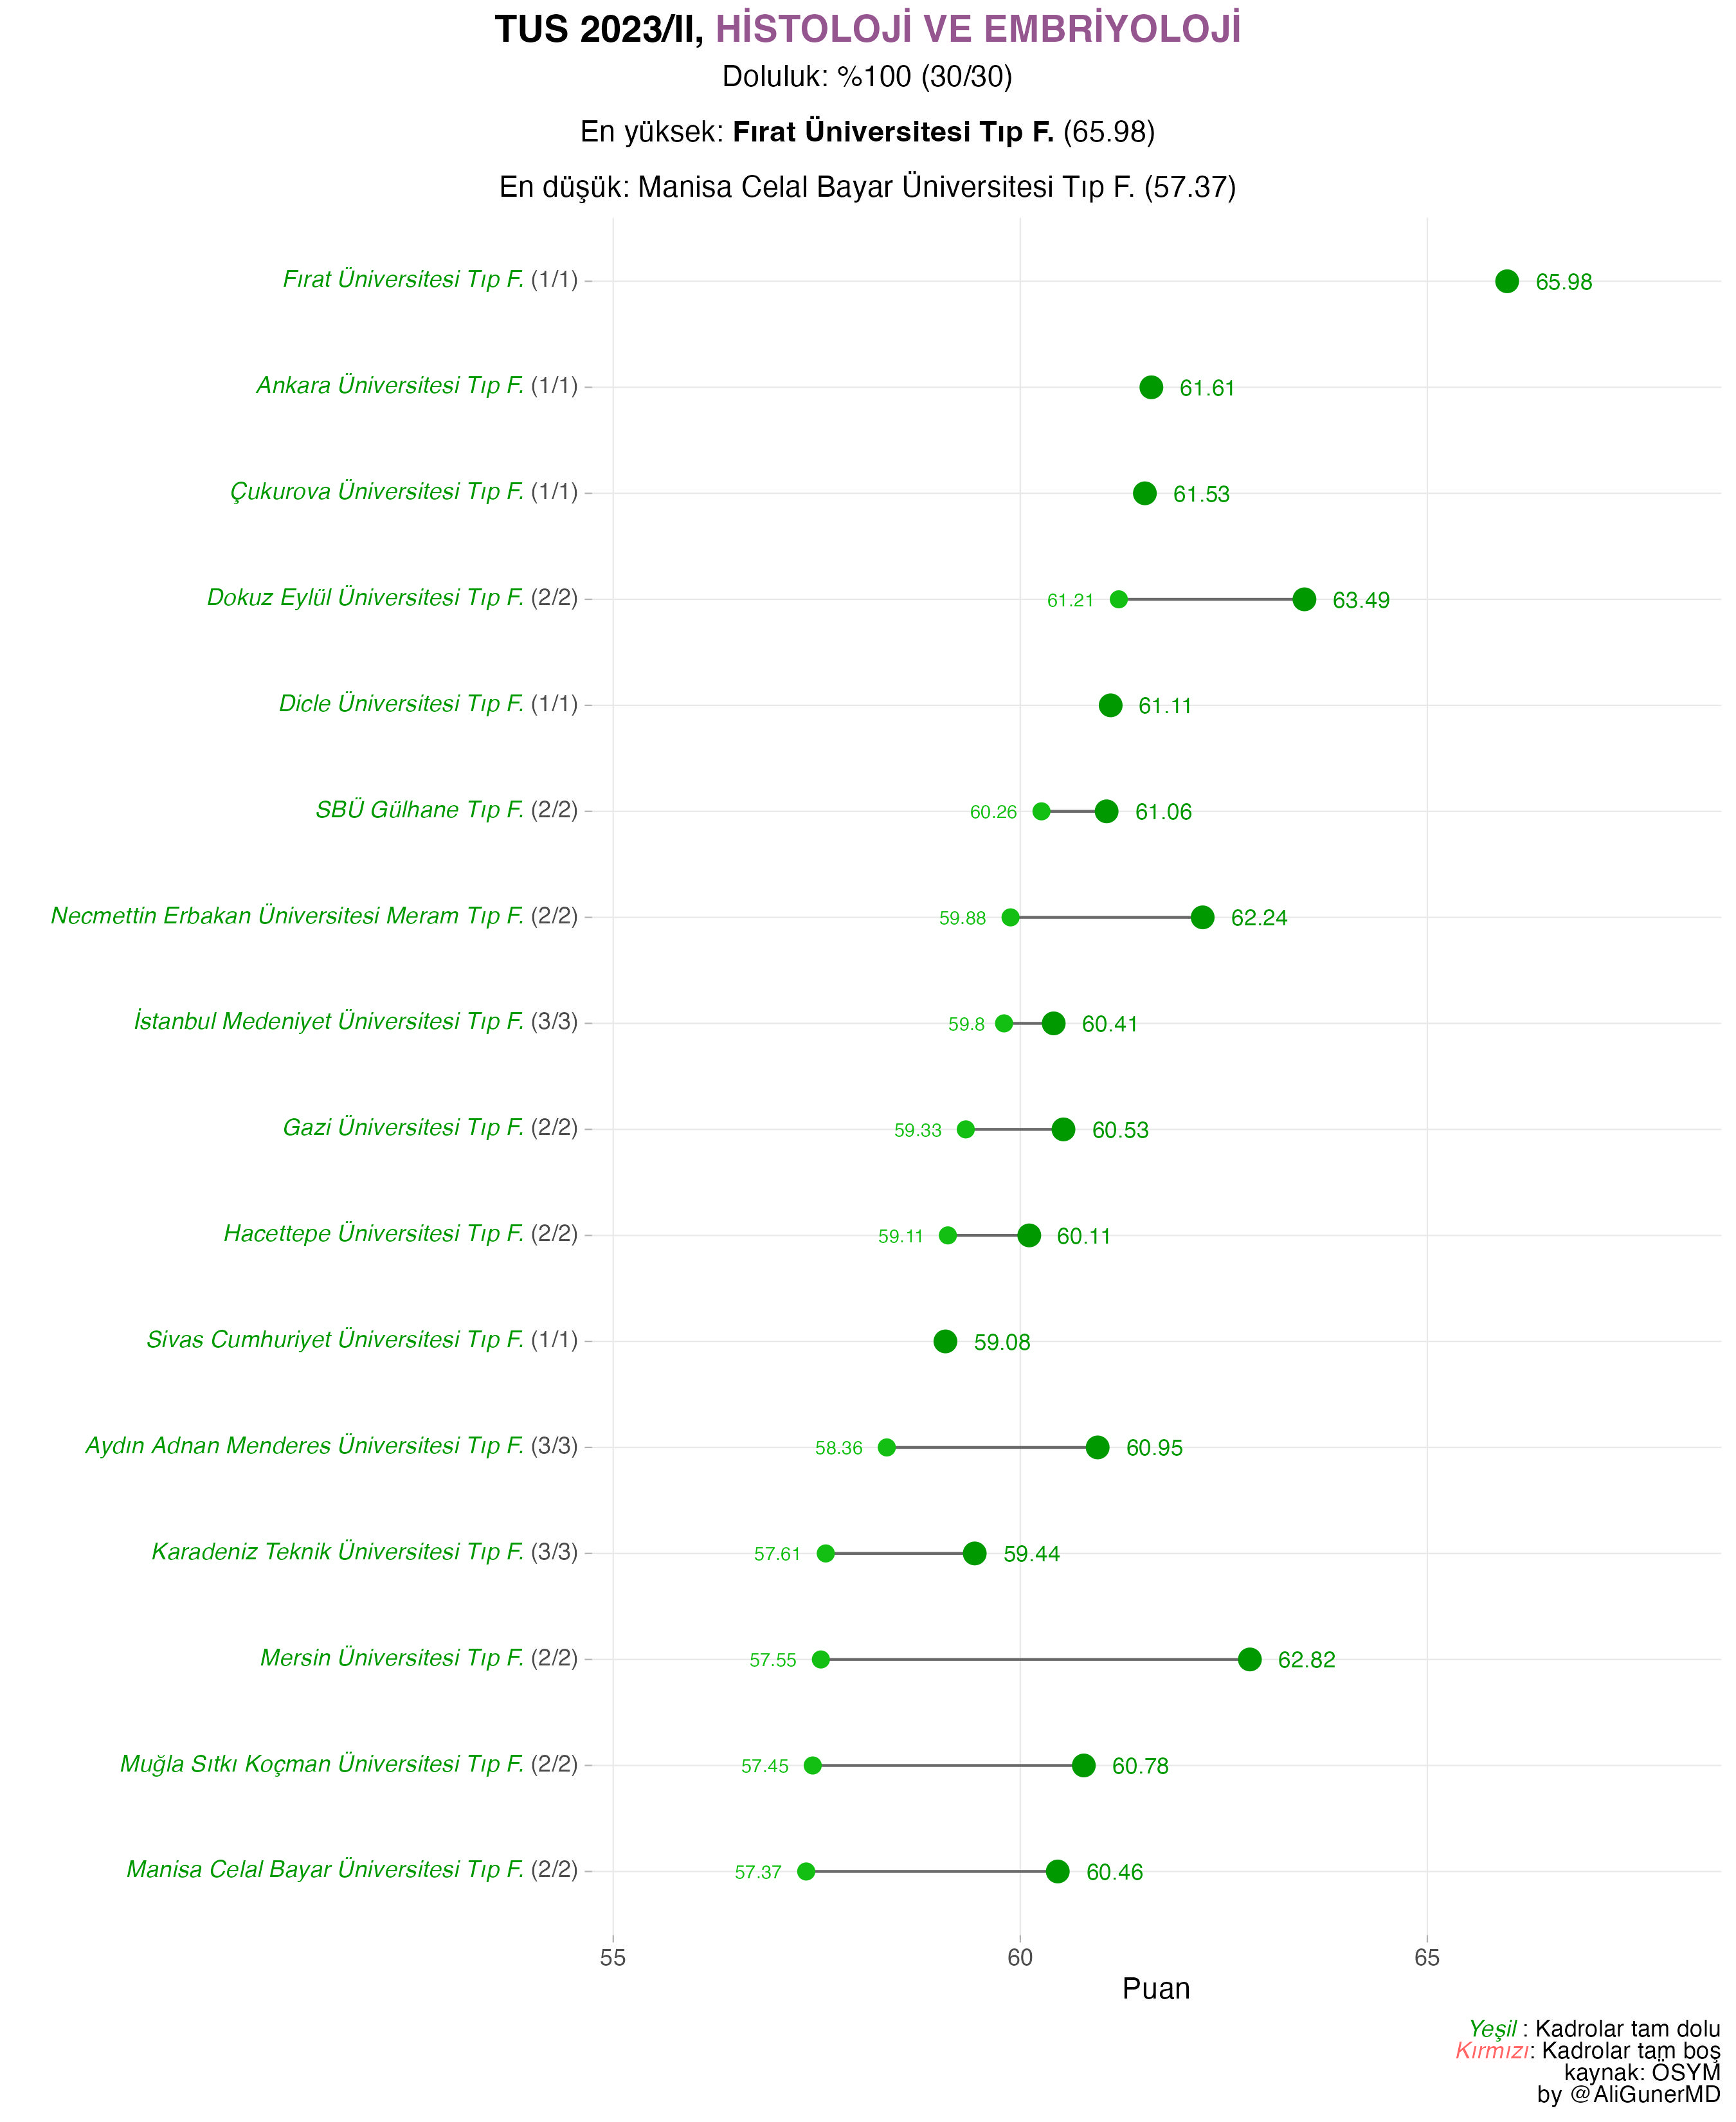 TUS 2023/II, HİSTOLOJİ VE EMBRİYOLOJİ
Doluluk: %100 (30/30)
En yüksek: Fırat Üniversitesi Tıp F. (65.98)
En düşük: Manisa Celal Bayar Üniversitesi Tıp F. (57.37)
Fırat Üniversitesi Tıp F. (1/1) 65.98
Ankara Üniversitesi Tıp F. (1/1) 61.61
Çukurova Üniversitesi Tıp F. (1/1) 61.53
Dokuz Eylül Üniversitesi Tıp F. (2/2) 61.21 63.49
Dicle Üniversitesi Tıp F. (1/1) 61.11
SBÜ Gülhane Tıp F. (2/2) 60.26 61.06
Necmettin Erbakan Üniversitesi Meram Tıp F. (2/2) 59.88 62.24
İstanbul Medeniyet Üniversitesi Tıp F. (3/3) 59.8 60.41
Gazi Üniversitesi Tıp F. (2/2) 59.33 60.53
Hacettepe Üniversitesi Tıp F. (2/2) 59.11 60.11
Sivas Cumhuriyet Üniversitesi Tıp F. (1/1) 59.08
Aydın Adnan Menderes Üniversitesi Tıp F. (3/3) 58.36 60.95
Karadeniz Teknik Üniversitesi Tıp F. (3/3) 57.61 59.44
Mersin Üniversitesi Tıp F. (2/2) 57.55 62.82
Muğla Sıtkı Koçman Üniversitesi Tıp F. (2/2) 57.45 60.78
Manisa Celal Bayar Üniversitesi Tıp F. (2/2) 57.37 60.46
55 60 65
Puan
Yeşil : Kadrolar tam dolu
Kırmızı: Kadrolar tam boş
kaynak: ÖSYM
by @AliGunerMD